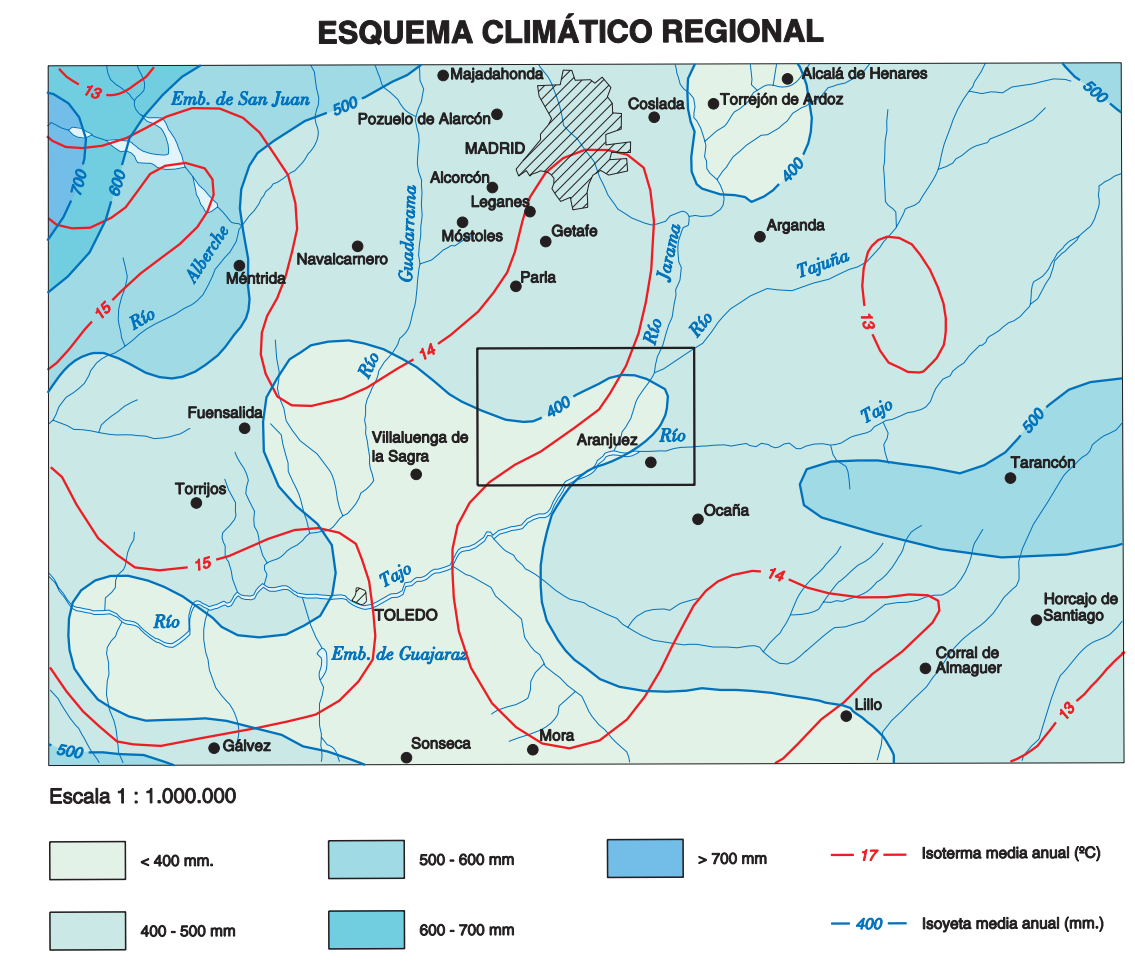 ESQUEMA CLIMÁTICO REGIONAL
13
Emb. de San Juan
500
Majadahonda
Pozuelo de Alarcón
MADRID
Coslada
Alcalá de Henares
Torrejón de Ardoz
500
400
700
600
Alcorcón
Leganes
Guadarrama
Móstoles
Getafe
Arganda
Navalcarnero
Alberche
Méntrida
Parla
Jarama
Tajuña
15
Río
Río
Río
13
14
Río
400
Fuensalida
Villaluenga de
la Sagra
Aranjuez
Río
Tajo
500
Tarancón
Torrijos
Ocaña
15
Tajo
14
TOLEDO
Río
Emb. de Guajaraz
Horcajo de
Santiago
Corral de
Almaguer
Lillo
13
500
Gálvez
Sonseca
Mora
Escala 1 : 1.000.000
< 400 mm.
500 - 600 mm
> 700 mm
17
Isoterma media anual (ºC)
400 - 500 mm
600 - 700 mm
400
Isoyeta media anual (mm.)